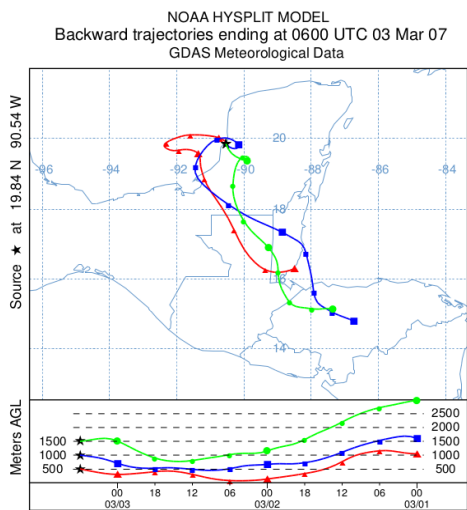 NOAA HYSPLIT MODEL
Backward trajectories ending at 0600 UTC 03 Mar 07
GDAS Meteorological Data
Source ★ at 19.84 N 90.54 W
20
-96 -94 -92 -90 -88 -86 -84
18
16
14
Meters AGL
2500
2000
1500 1500
1000 1000
500 500
00 18 12 06 00 18 12 06 00
03/03 03/02 03/01